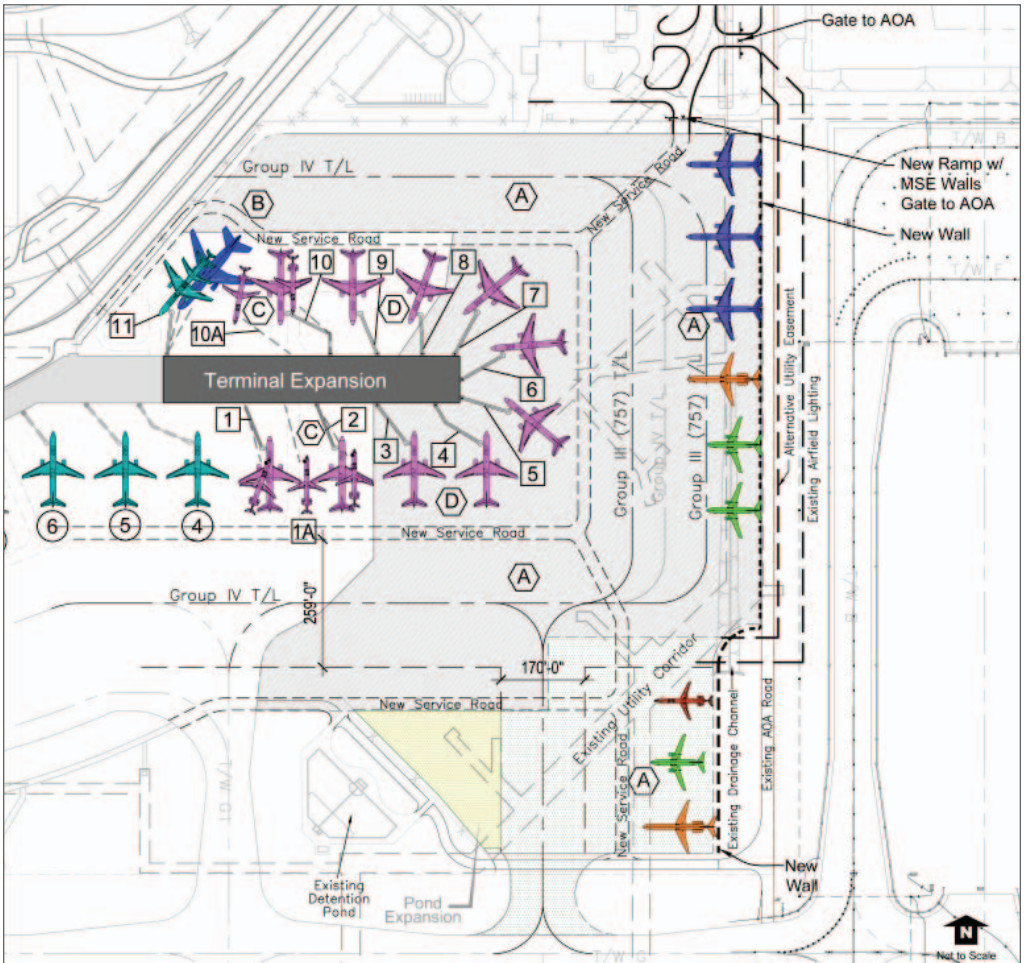 Gate to AOA
T/W B
Group IV T/L
New Service Road
New Ramp w/
MSE Walls
Gate to AOA
A
B
New Wall
New Service Road
10
9
8
T/W F
7
C
D
11
10A
A
Alternative Utility Easement
Existing Airfield Lighting
6
Terminal Expansion
Group III (757) T/L
Group IV T/L
Group III (757) T/L
1
C
2
3
4
5
D
6
5
4
1A
New Service Road
A
259'-0"
Group IV T/L
170'-0"
Existing Utility Corridor
New Service Road
New Service Road
A
Existing Drainage Channel
Existing AOA Road
T/W G1
New
Wall
Existing
Detention
Pond
Pond
Expansion
T/W G
N
Not to Scale